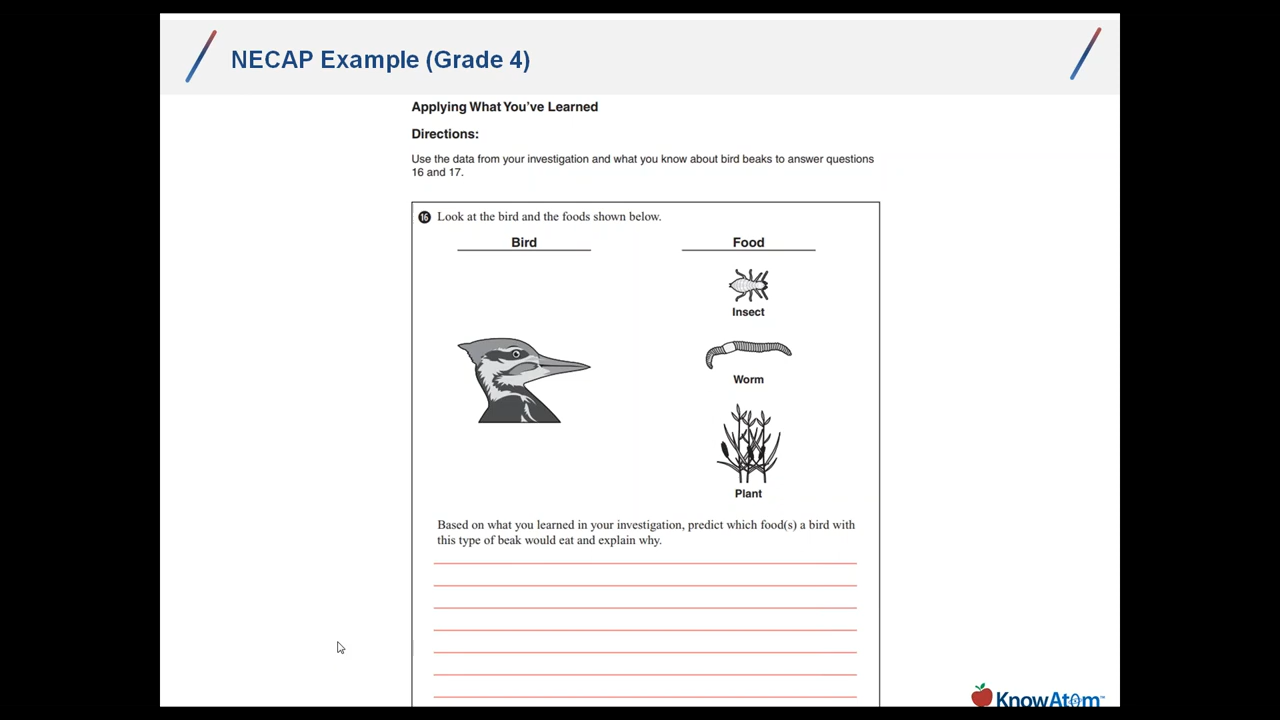 NECAP Example (Grade 4)
Applying What You've Learned
Directions:
Use the data from your investigation and what you know about bird beaks to answer questions
16 and 17.
16 Look at the bird and the foods shown below.
Bird
Food
Insect
Worm
Plant
Based on what you learned in your investigation, predict which food(s) a bird with
this type of beak would eat and explain why.
KnowAtom™